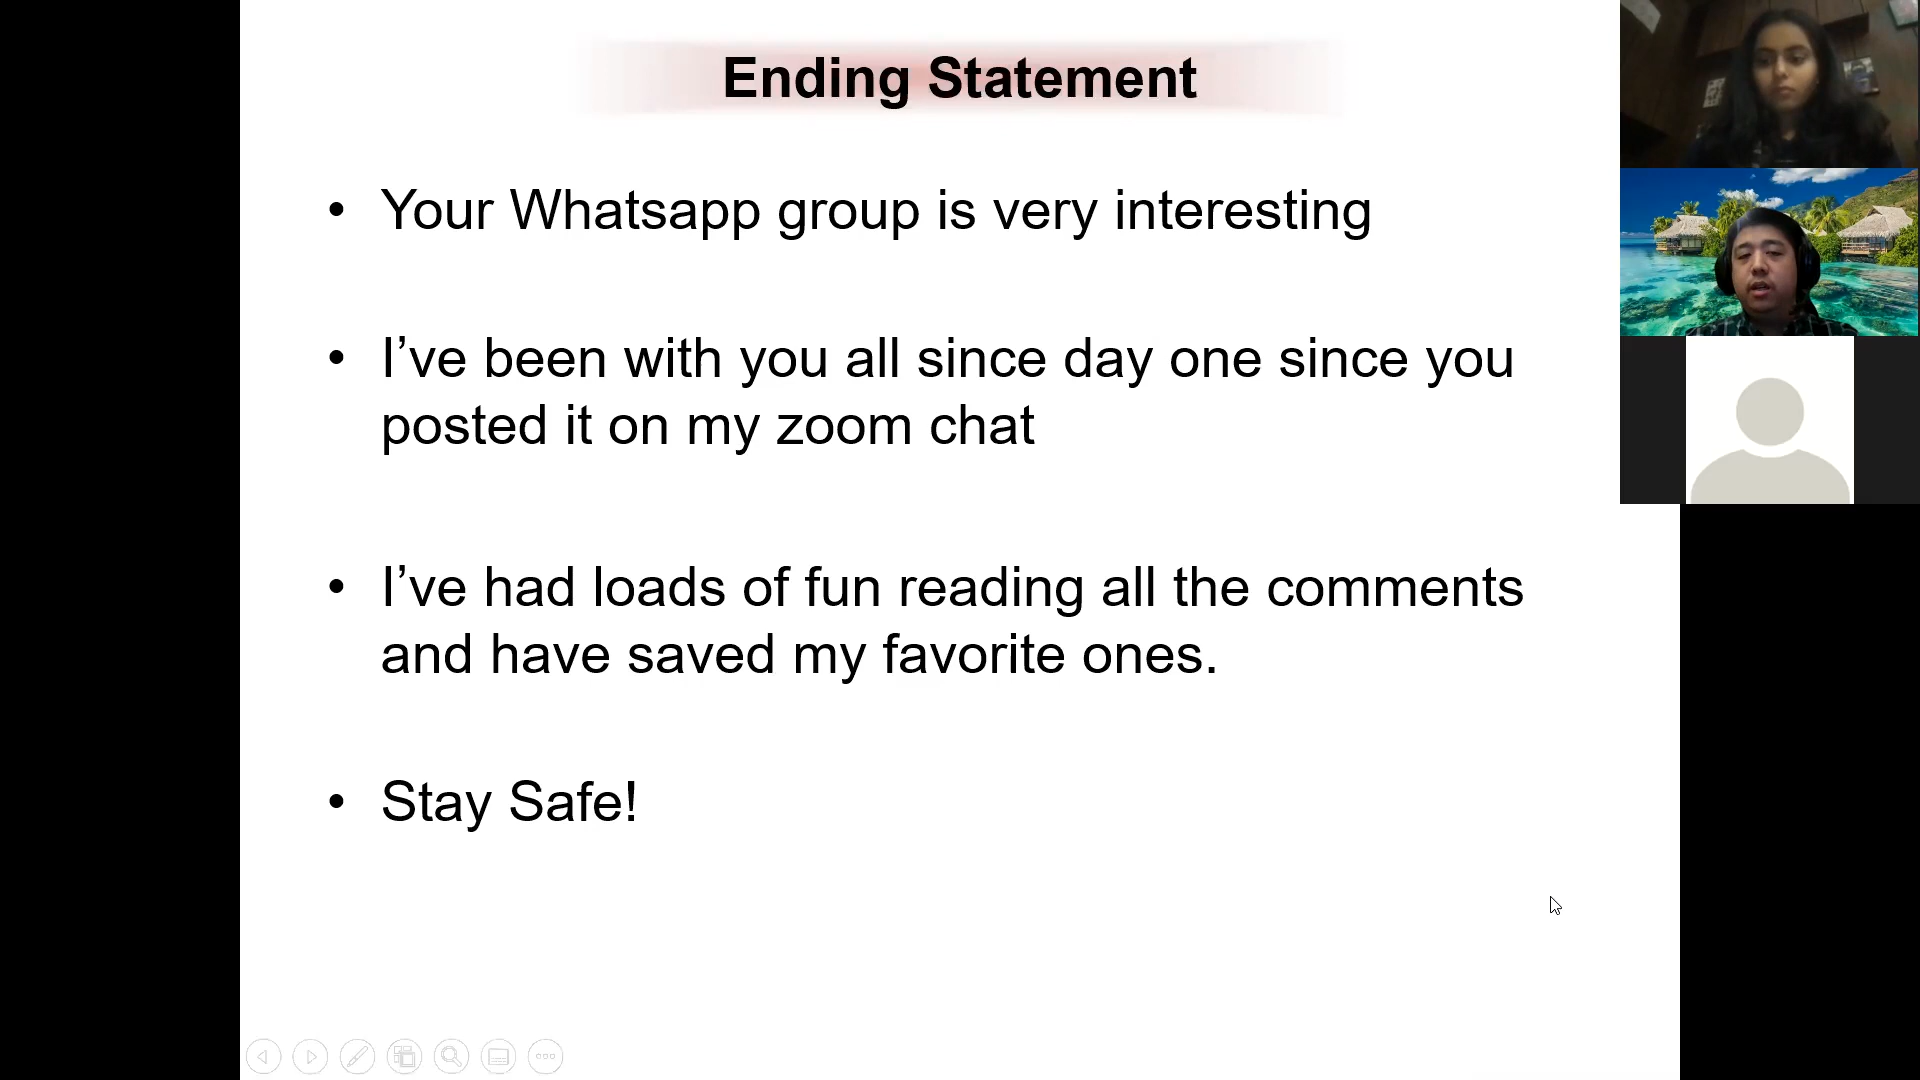 Ending Statement
• Your Whatsapp group is very interesting
• I’ve been with you all since day one since you
posted it on my zoom chat
• I’ve had loads of fun reading all the comments
and have saved my favorite ones.
• Stay Safe!